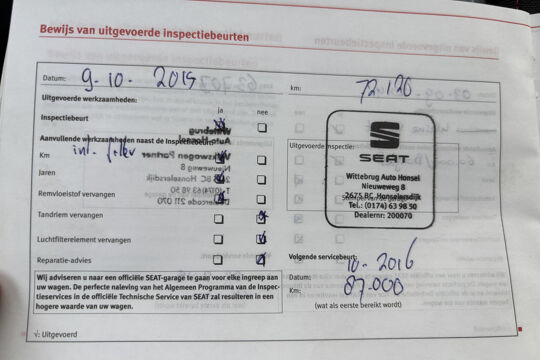 Bewijs van uitgevoerde inspectiebeurten
Datum: 9-10-2015
km: 72.120
Uitgevoerde werkzaamheden:
ja nee
Inspectiebeurt
Aanvullende werkzaamheden naast de Inspectiebeurt:
Km
Jaren
Remvloeistof vervangen
Tandriem vervangen
Luchtfilterelement vervangen
Reparatie-advies
Uitgevoerde inspectie:
SEAT
Wittebrug Auto Honsel
Nieuweweg 8
2675 BC Honselersdijk
Tel.: (0174) 63 98 50
Dealernr: 200070
Volgende servicebeurt:
Datum: 10-2016
Km: 87.000
(wat als eerste bereikt wordt)
Wij adviseren u naar een officiële SEAT-garage te gaan voor elke ingreep aan
uw wagen. De perfecte naleving van het Algemeen Programma van de Inspec-
tieservices in de officiële Technische Service van SEAT zal resulteren in een
hogere waarde van uw wagen.
√: Uitgevoerd